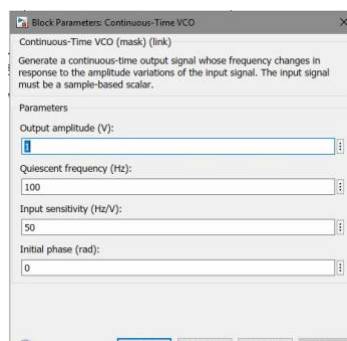 Block Parameters: Continuous-Time VCO
Continuous-Time VCO (mask) (link)
Generate a continuous-time output signal whose frequency changes in
response to the amplitude variations of the input signal. The input signal
must be a sample-based scalar.
Parameters
Output amplitude (V):
1
Quiescent frequency (Hz):
100
Input sensitivity (Hz/V):
50
Initial phase (rad):
0